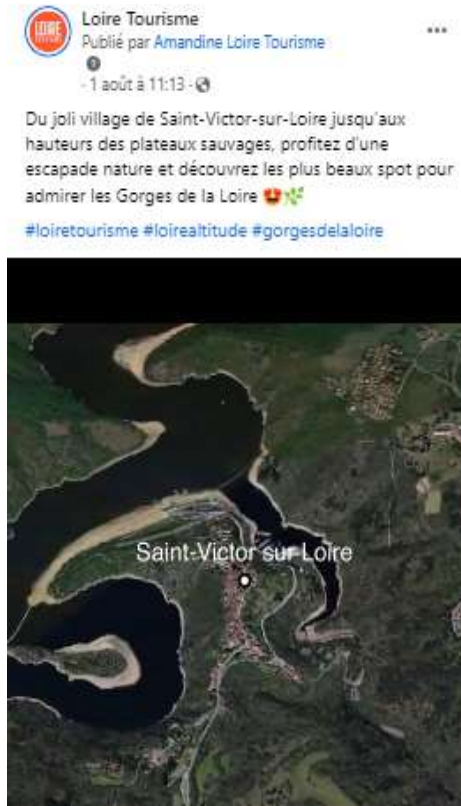 LOIRE
TOURISME
Loire Tourisme
Publié par Amandine Loire Tourisme
· 1 août à 11:13 ·
Du joli village de Saint-Victor-sur-Loire jusqu'aux
hauteurs des plateaux sauvages, profitez d'une
escapade nature et découvrez les plus beaux spot pour
admirer les Gorges de la Loire 😍🌿
#loiretourisme #loirealtitude #gorgesdelaloire
Saint-Victor sur Loire